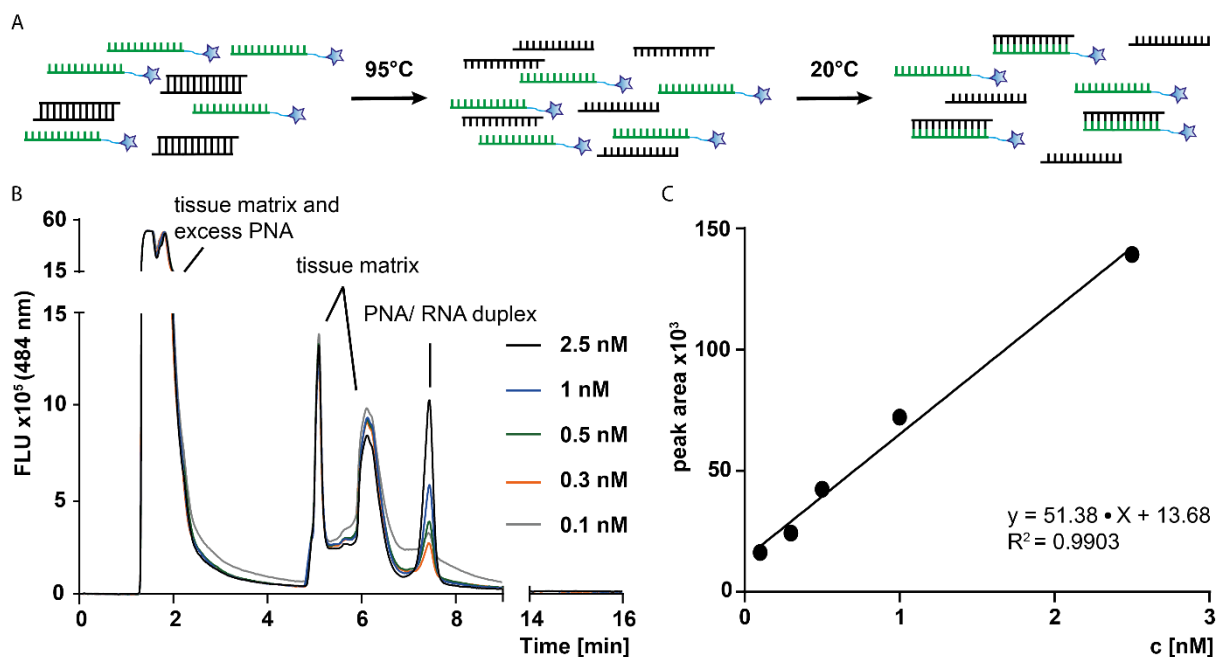 A
95°C
20°C
B
tissue matrix and
excess PNA
tissue matrix
PNA/ RNA duplex
60
15
15
10
5
0
FLU x10⁵ (484 nm)
2.5 nM
1 nM
0.5 nM
0.3 nM
0.1 nM
0 2 4 6 8 14 16
Time [min]
C
150
100
50
0
peak area x10³
y = 51.38 • X + 13.68
R² = 0.9903
0 1 2 3
c [nM]